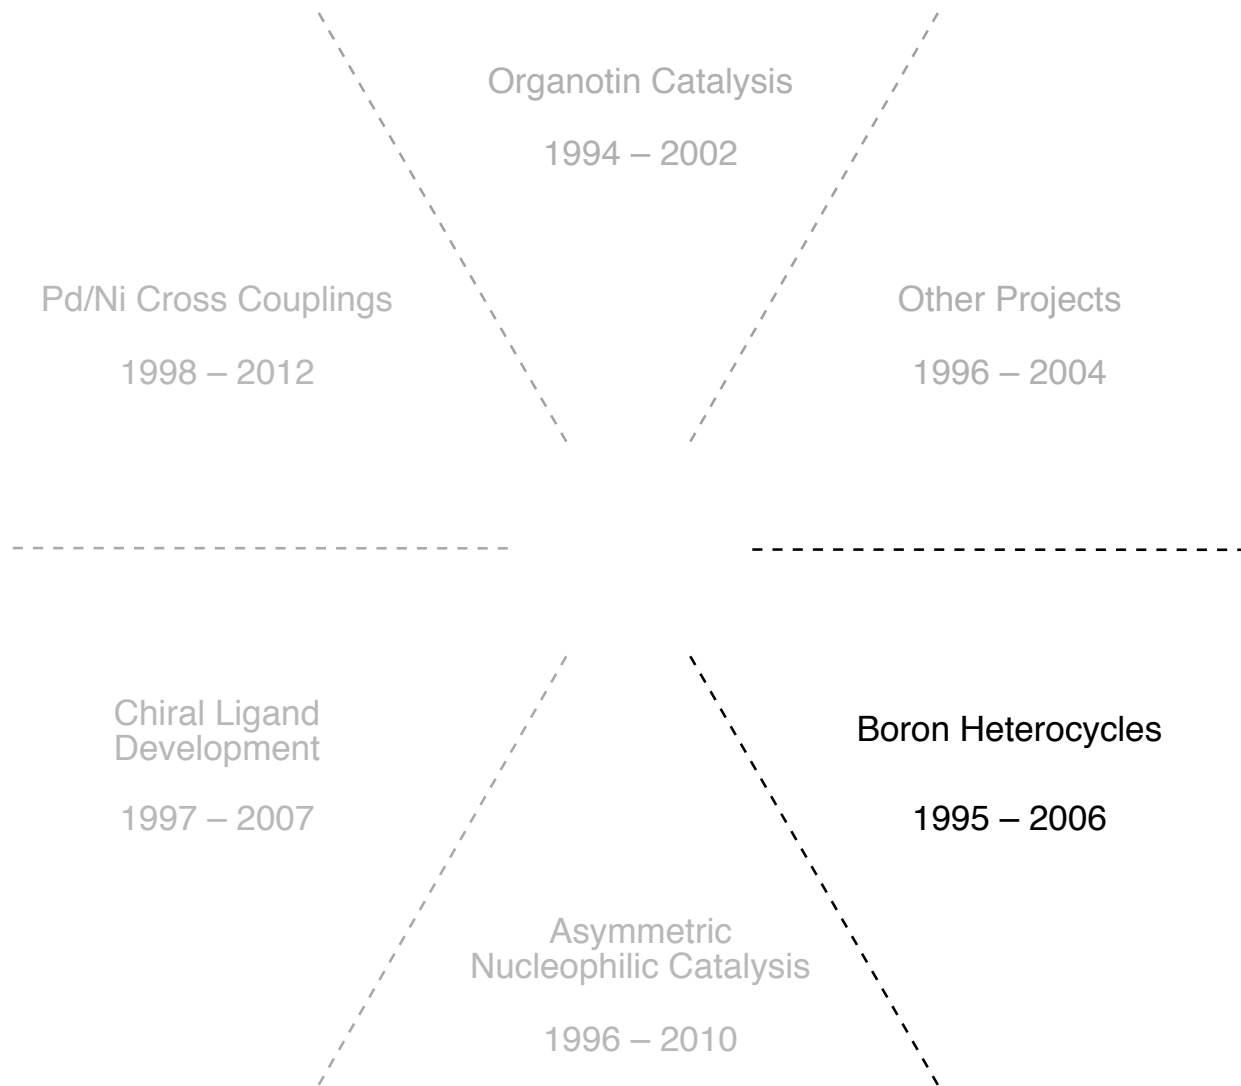 Organotin Catalysis
1994 – 2002
Pd/Ni Cross Couplings
1998 – 2012
Other Projects
1996 – 2004
Chiral Ligand
Development
1997 – 2007
Boron Heterocycles
1995 – 2006
Asymmetric
Nucleophilic Catalysis
1996 – 2010